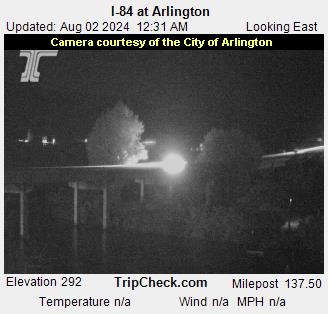 I-84 at Arlington
Updated: Aug 02 2024 12:31 AM Looking East
Camera courtesy of the City of Arlington
Elevation 292 TripCheck.com Milepost 137.50
Temperature n/a Wind n/a MPH n/a